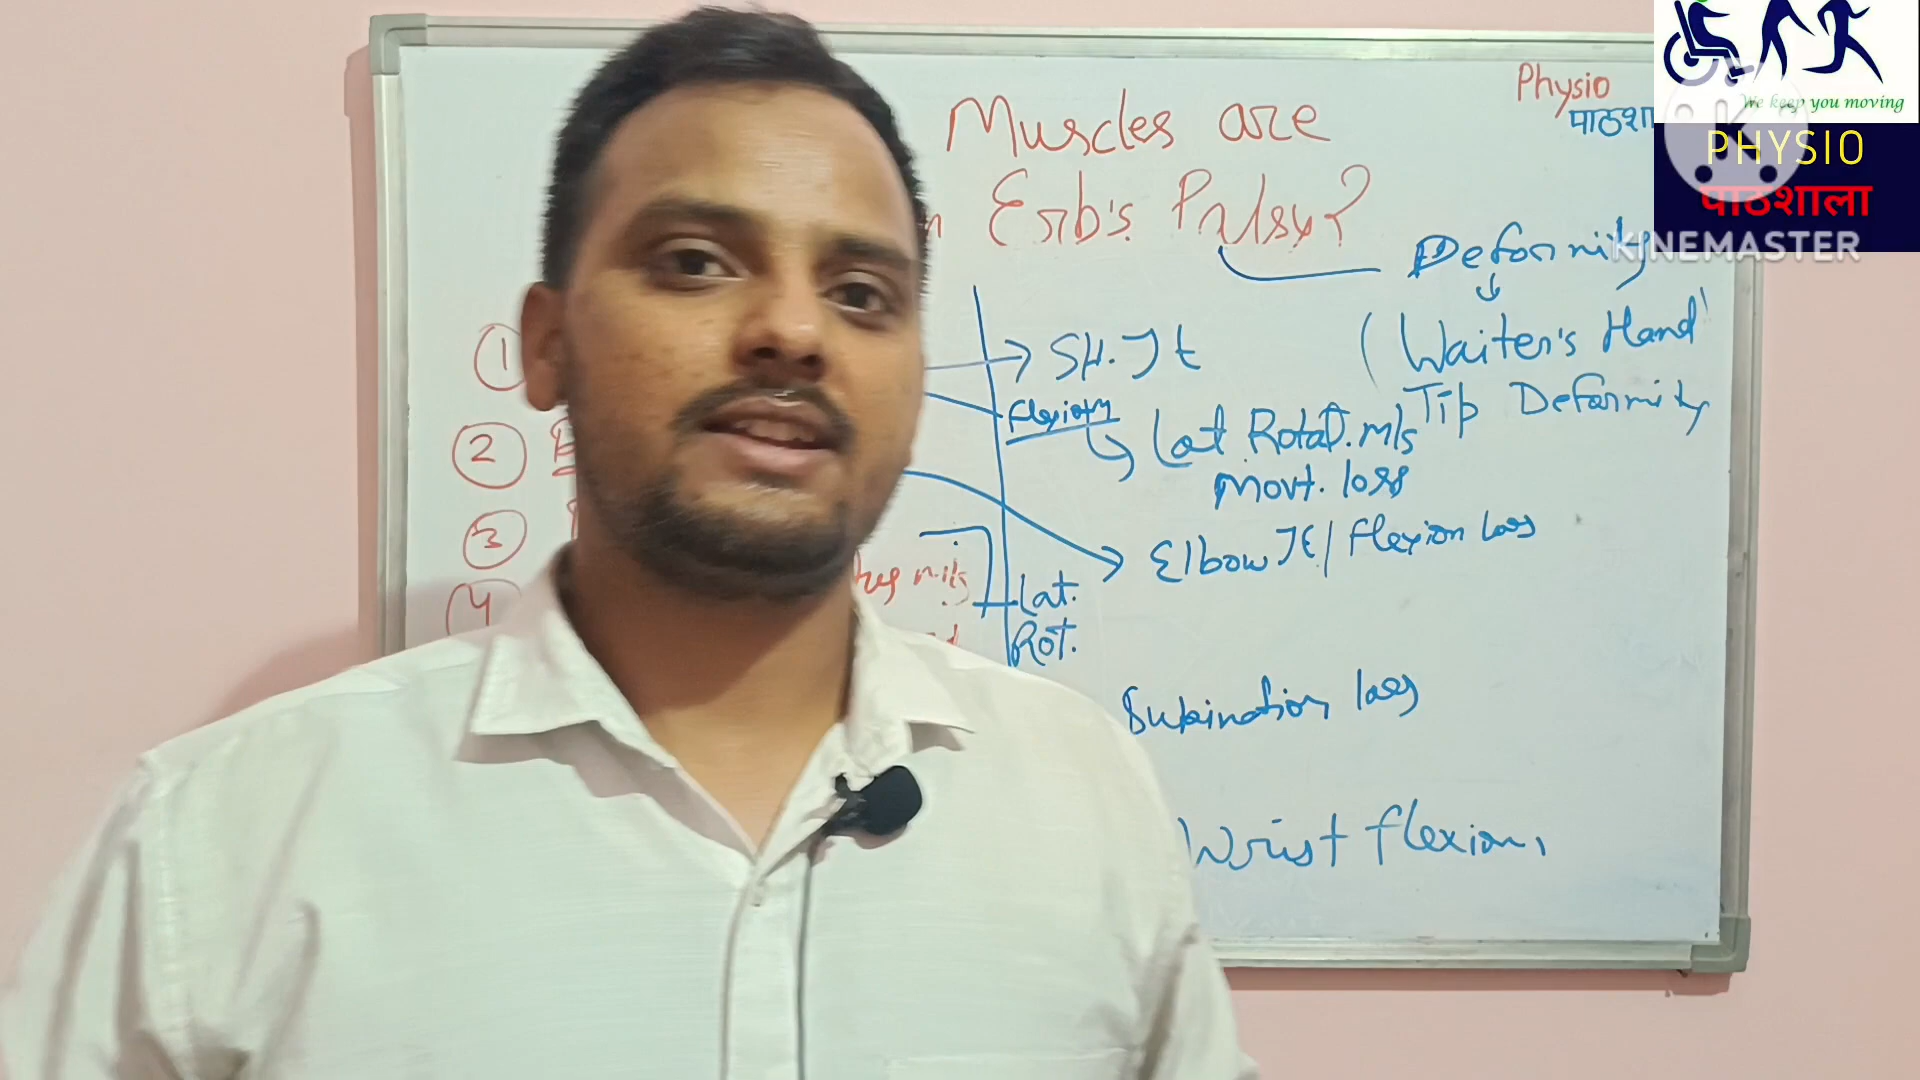 Muscles are
Erb's Palsy?
Physio
पाठशा
We keep you moving
PHYSIO
पाठशाला
KINEMASTER
Deformity
(Waiter's Hand
Tip Deformity
1
SH. Jt
flexion
Lat Rotat. m/s
Movt. loss
2
3
Elbow Jt/ flexion loss
4
m/s
Lat.
Rot.
Supination loss
Wrist flexion,